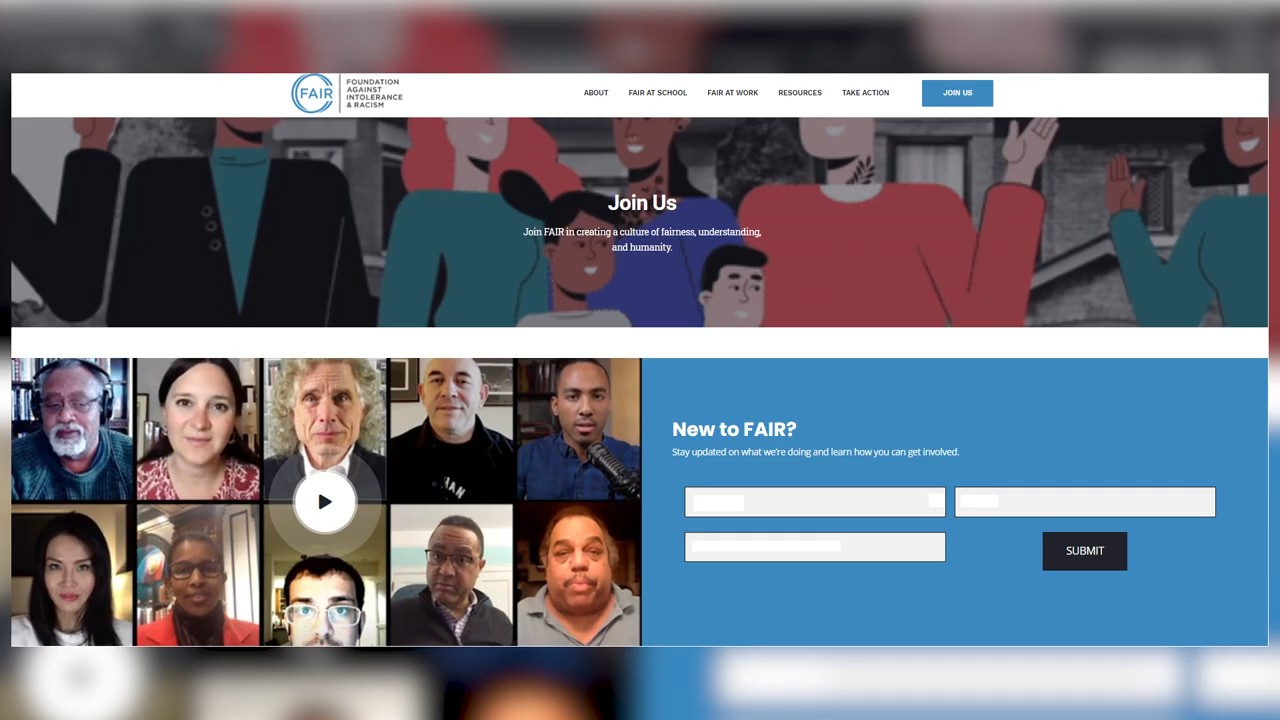 FAIR
FOUNDATION
AGAINST
INTOLERANCE
& RACISM
ABOUT
FAIR AT SCHOOL
FAIR AT WORK
RESOURCES
TAKE ACTION
JOIN US
Join Us
Join FAIR in creating a culture of fairness, understanding,
and humanity.
New to FAIR?
Stay updated on what we're doing and learn how you can get involved.
SUBMIT